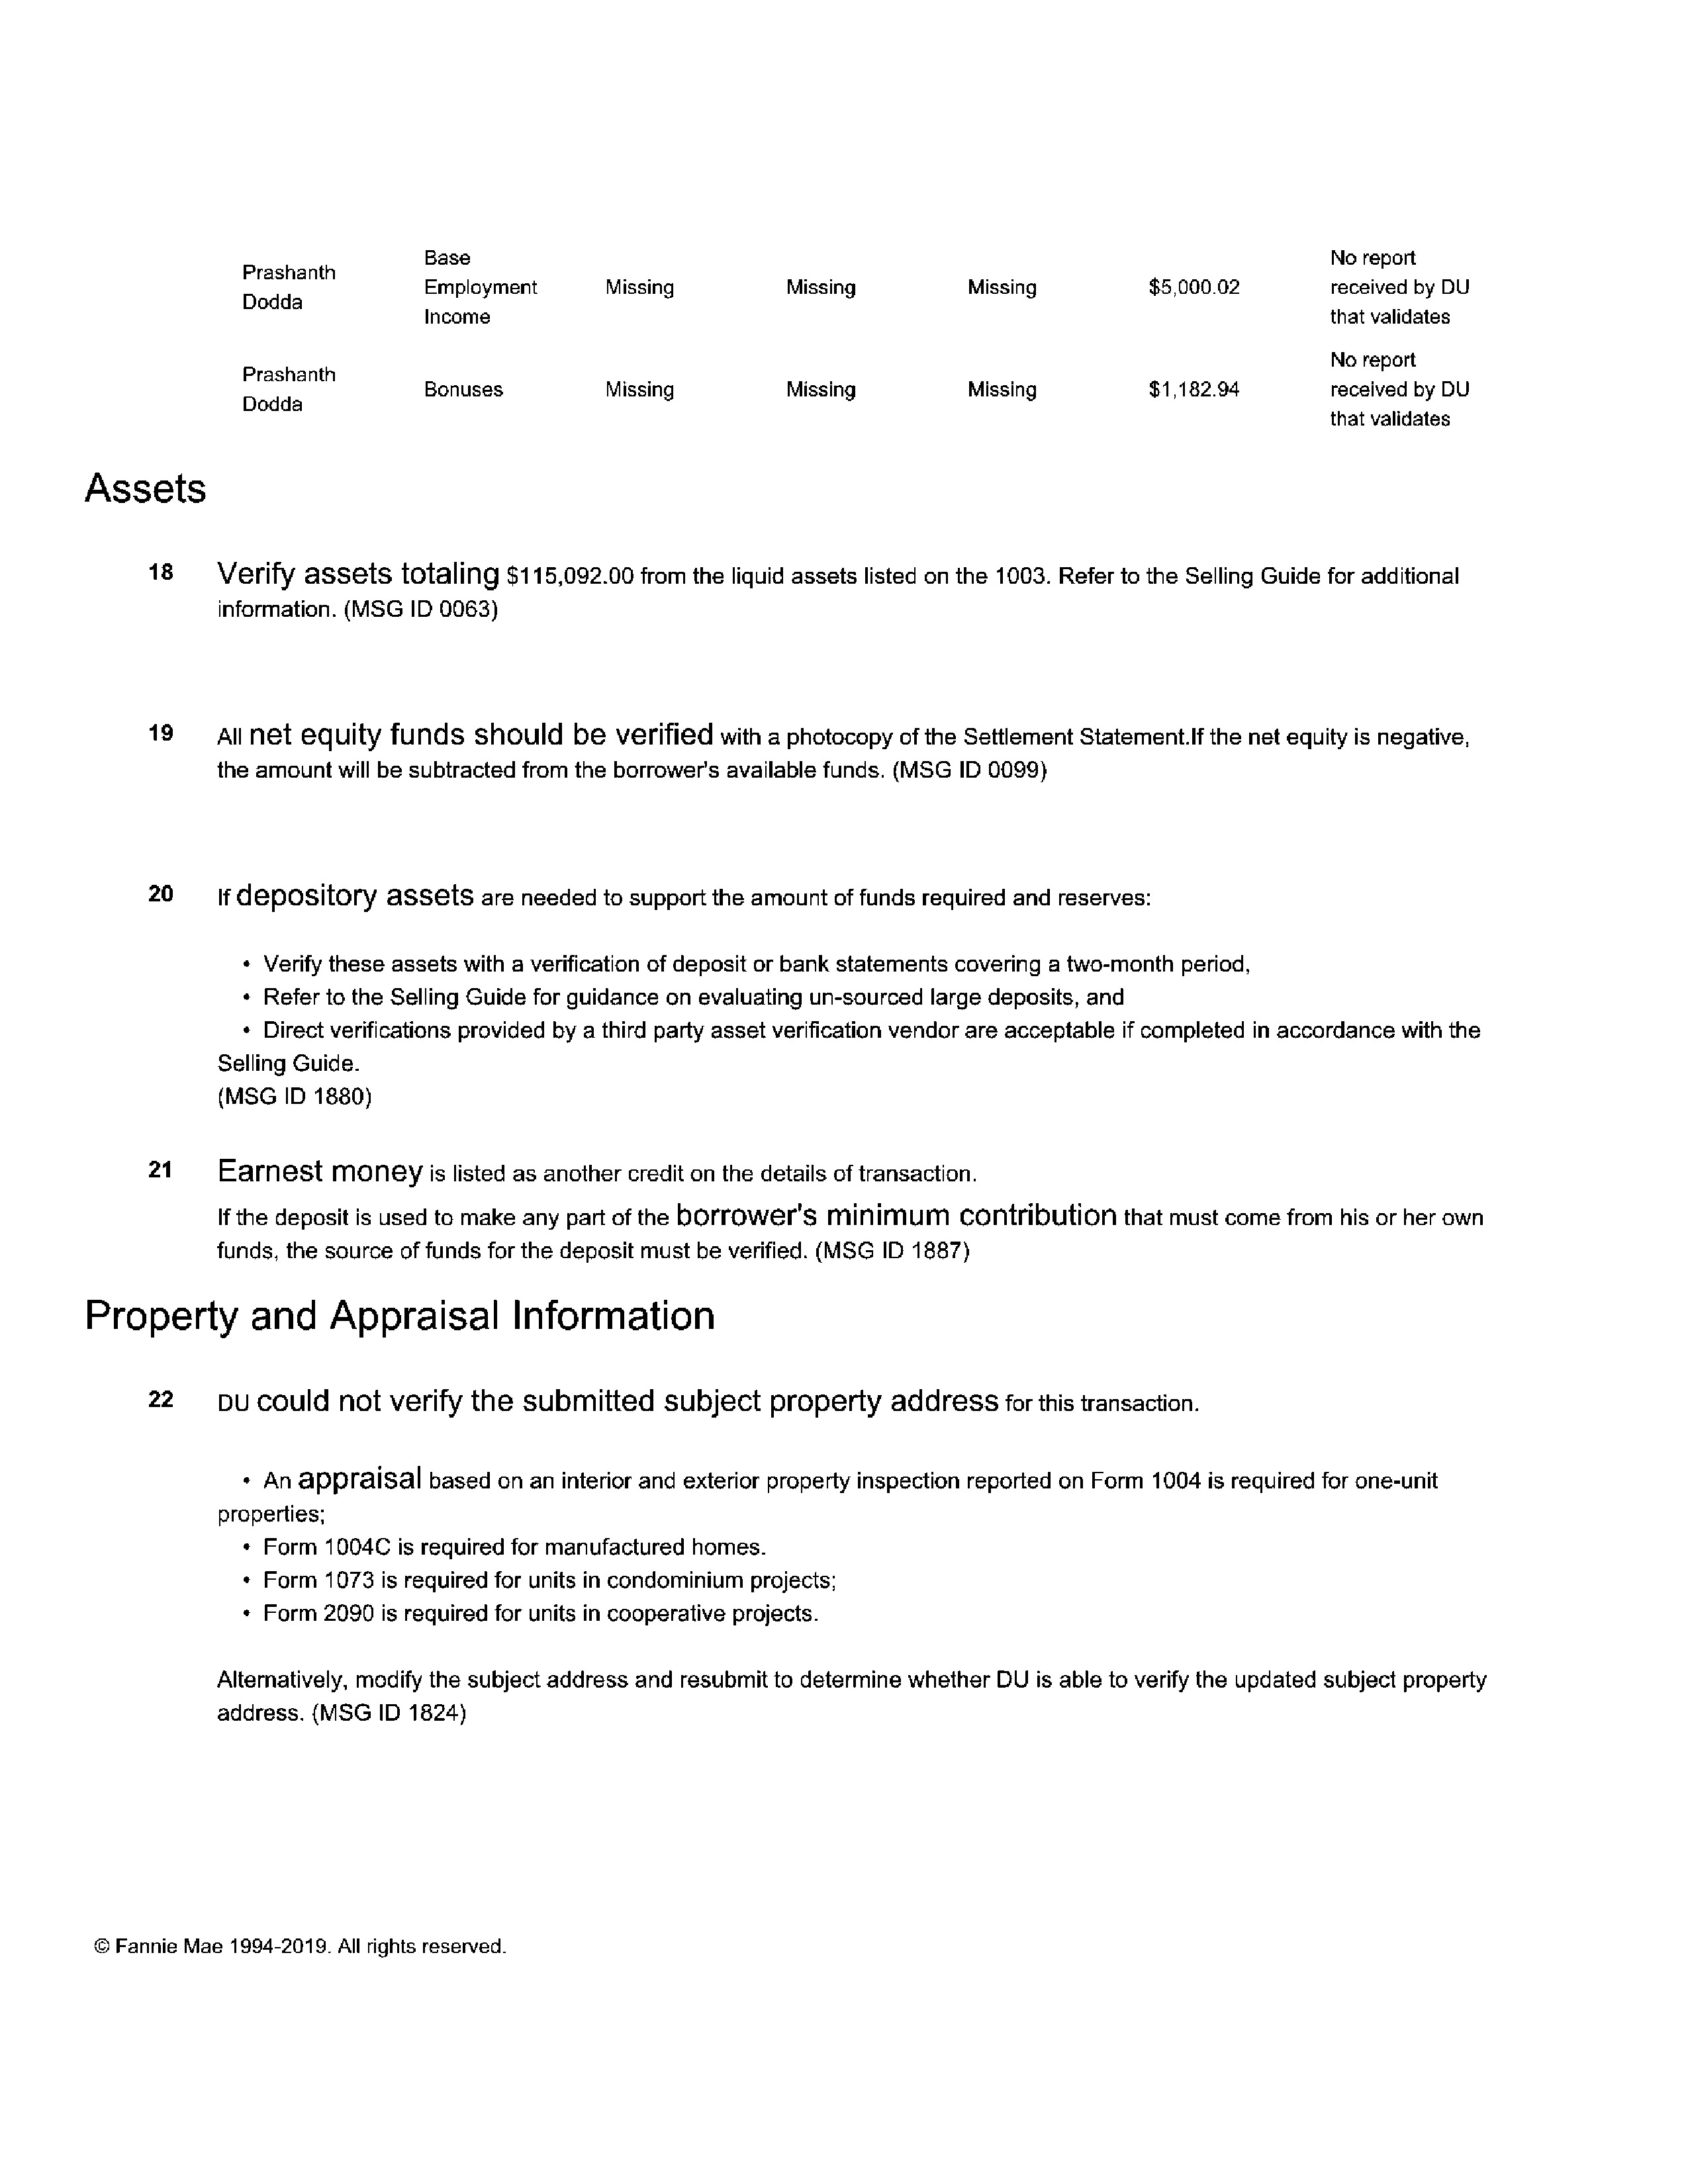 Prashanth Dodda Base Employment Income Missing Missing Missing $5,000.02 No report received by DU that validates
Prashanth Dodda Bonuses Missing Missing Missing $1,182.94 No report received by DU that validates
Assets
18 Verify assets totaling $115,092.00 from the liquid assets listed on the 1003. Refer to the Selling Guide for additional
information. (MSG ID 0063)
19 All net equity funds should be verified with a photocopy of the Settlement Statement.If the net equity is negative,
the amount will be subtracted from the borrower's available funds. (MSG ID 0099)
20 If depository assets are needed to support the amount of funds required and reserves:
• Verify these assets with a verification of deposit or bank statements covering a two-month period,
• Refer to the Selling Guide for guidance on evaluating un-sourced large deposits, and
• Direct verifications provided by a third party asset verification vendor are acceptable if completed in accordance with the
Selling Guide.
(MSG ID 1880)
21 Earnest money is listed as another credit on the details of transaction.
If the deposit is used to make any part of the borrower's minimum contribution that must come from his or her own
funds, the source of funds for the deposit must be verified. (MSG ID 1887)
Property and Appraisal Information
22 DU could not verify the submitted subject property address for this transaction.
• An appraisal based on an interior and exterior property inspection reported on Form 1004 is required for one-unit
properties;
• Form 1004C is required for manufactured homes.
• Form 1073 is required for units in condominium projects;
• Form 2090 is required for units in cooperative projects.
Alternatively, modify the subject address and resubmit to determine whether DU is able to verify the updated subject property
address. (MSG ID 1824)
© Fannie Mae 1994-2019. All rights reserved.